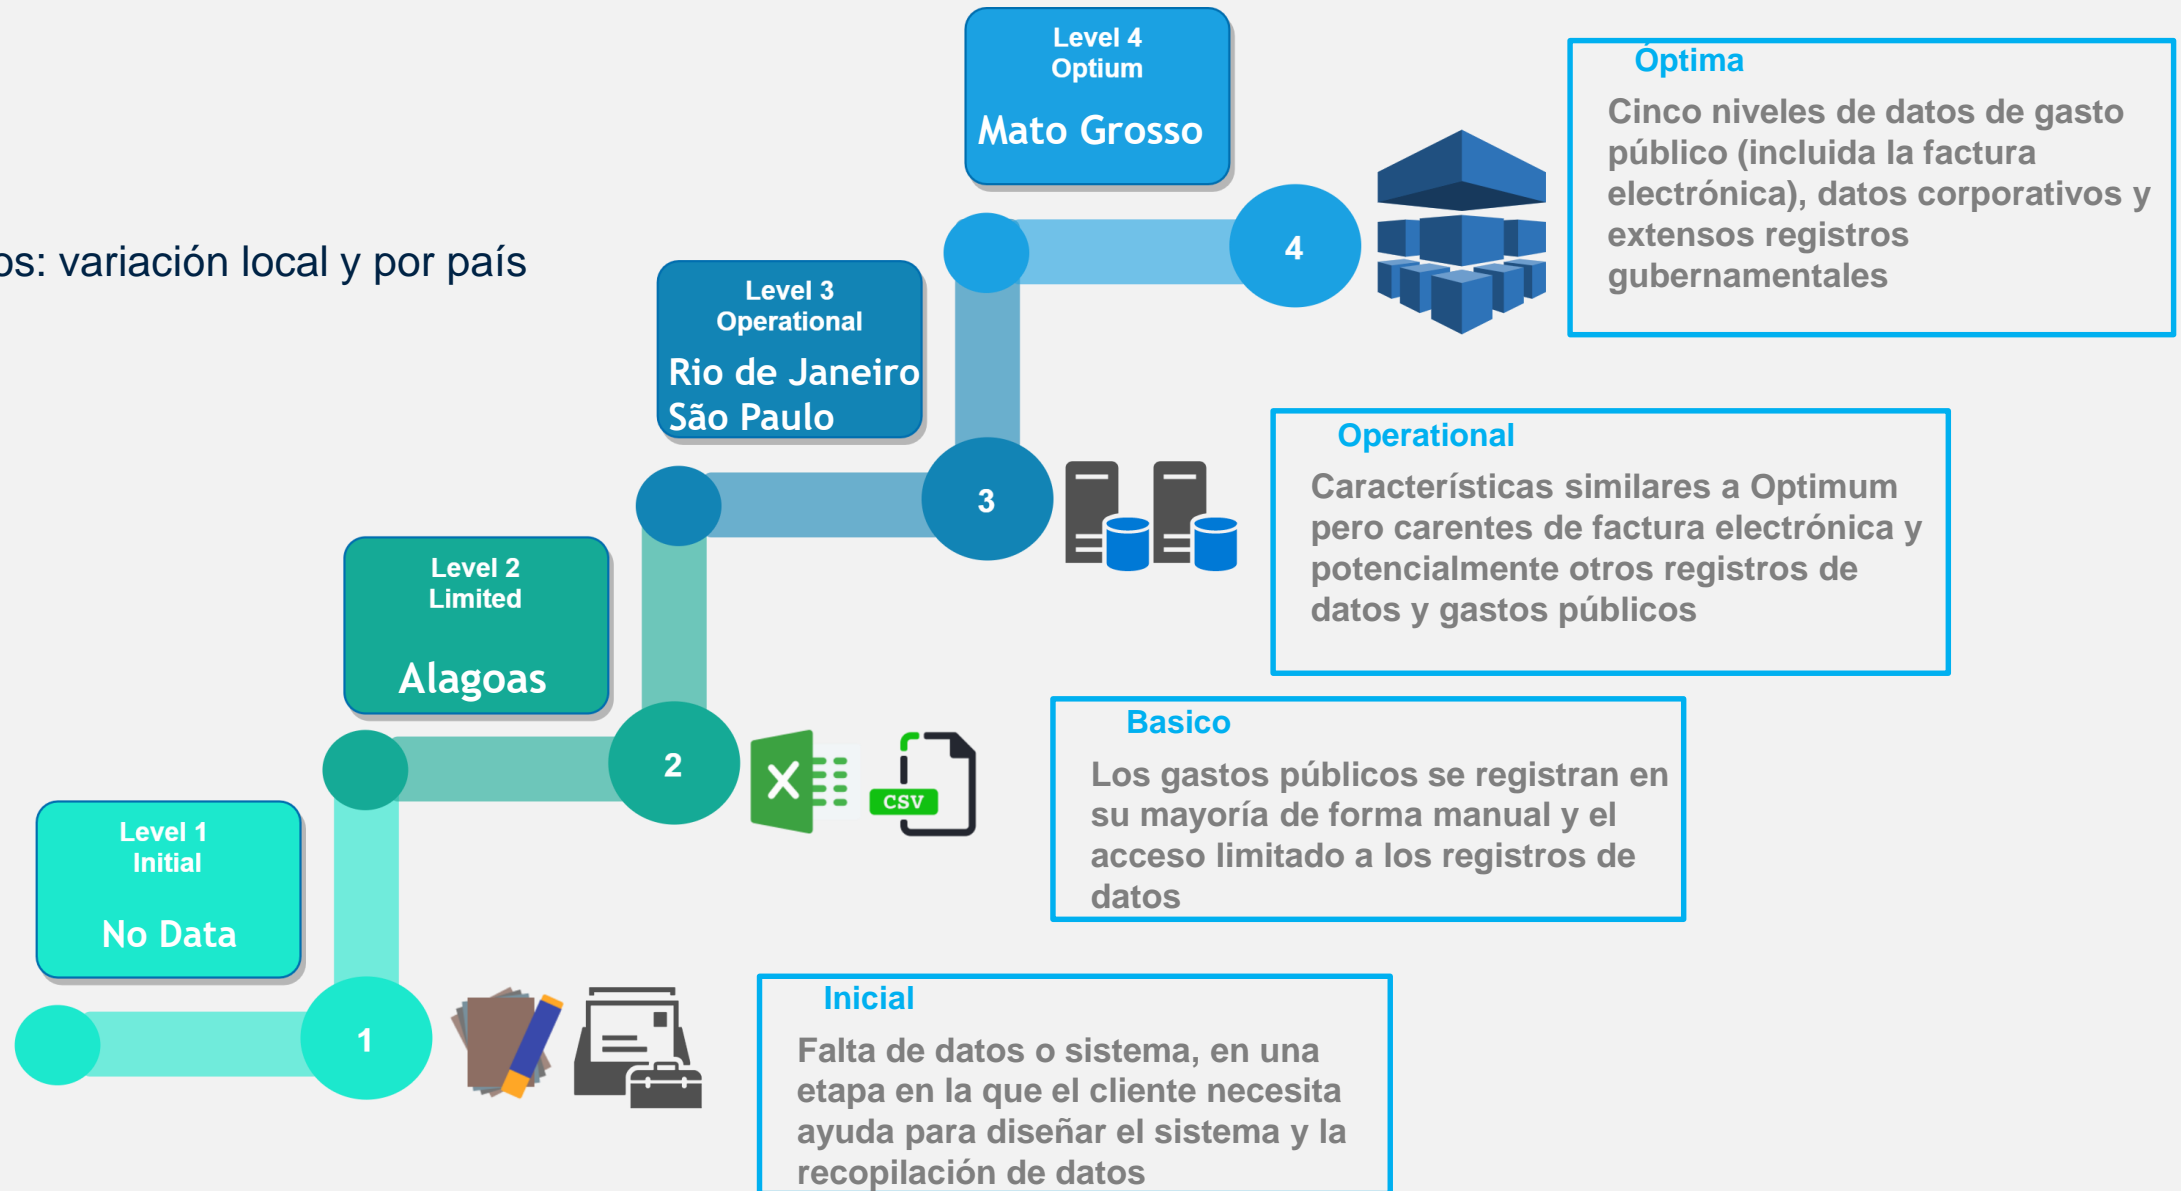 Level 4
Optium
Mato Grosso
4
Óptima
Cinco niveles de datos de gasto
público (incluida la factura
electrónica), datos corporativos y
extensos registros
gubernamentales
os: variación local y por país
Level 3
Operational
Rio de Janeiro
São Paulo
3
Operational
Características similares a Optimum
pero carentes de factura electrónica y
potencialmente otros registros de
datos y gastos públicos
Level 2
Limited
Alagoas
2
X
CSV
Basico
Los gastos públicos se registran en
su mayoría de forma manual y el
acceso limitado a los registros de
datos
Level 1
Initial
No Data
1
Inicial
Falta de datos o sistema, en una
etapa en la que el cliente necesita
ayuda para diseñar el sistema y la
recopilación de datos